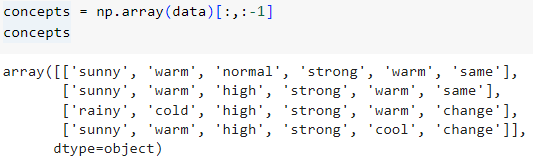 concepts = np.array(data)[:,:-1]
concepts
array([['sunny', 'warm', 'normal', 'strong', 'warm', 'same'],
       ['sunny', 'warm', 'high', 'strong', 'warm', 'same'],
       ['rainy', 'cold', 'high', 'strong', 'warm', 'change'],
       ['sunny', 'warm', 'high', 'strong', 'cool', 'change']],
      dtype=object)